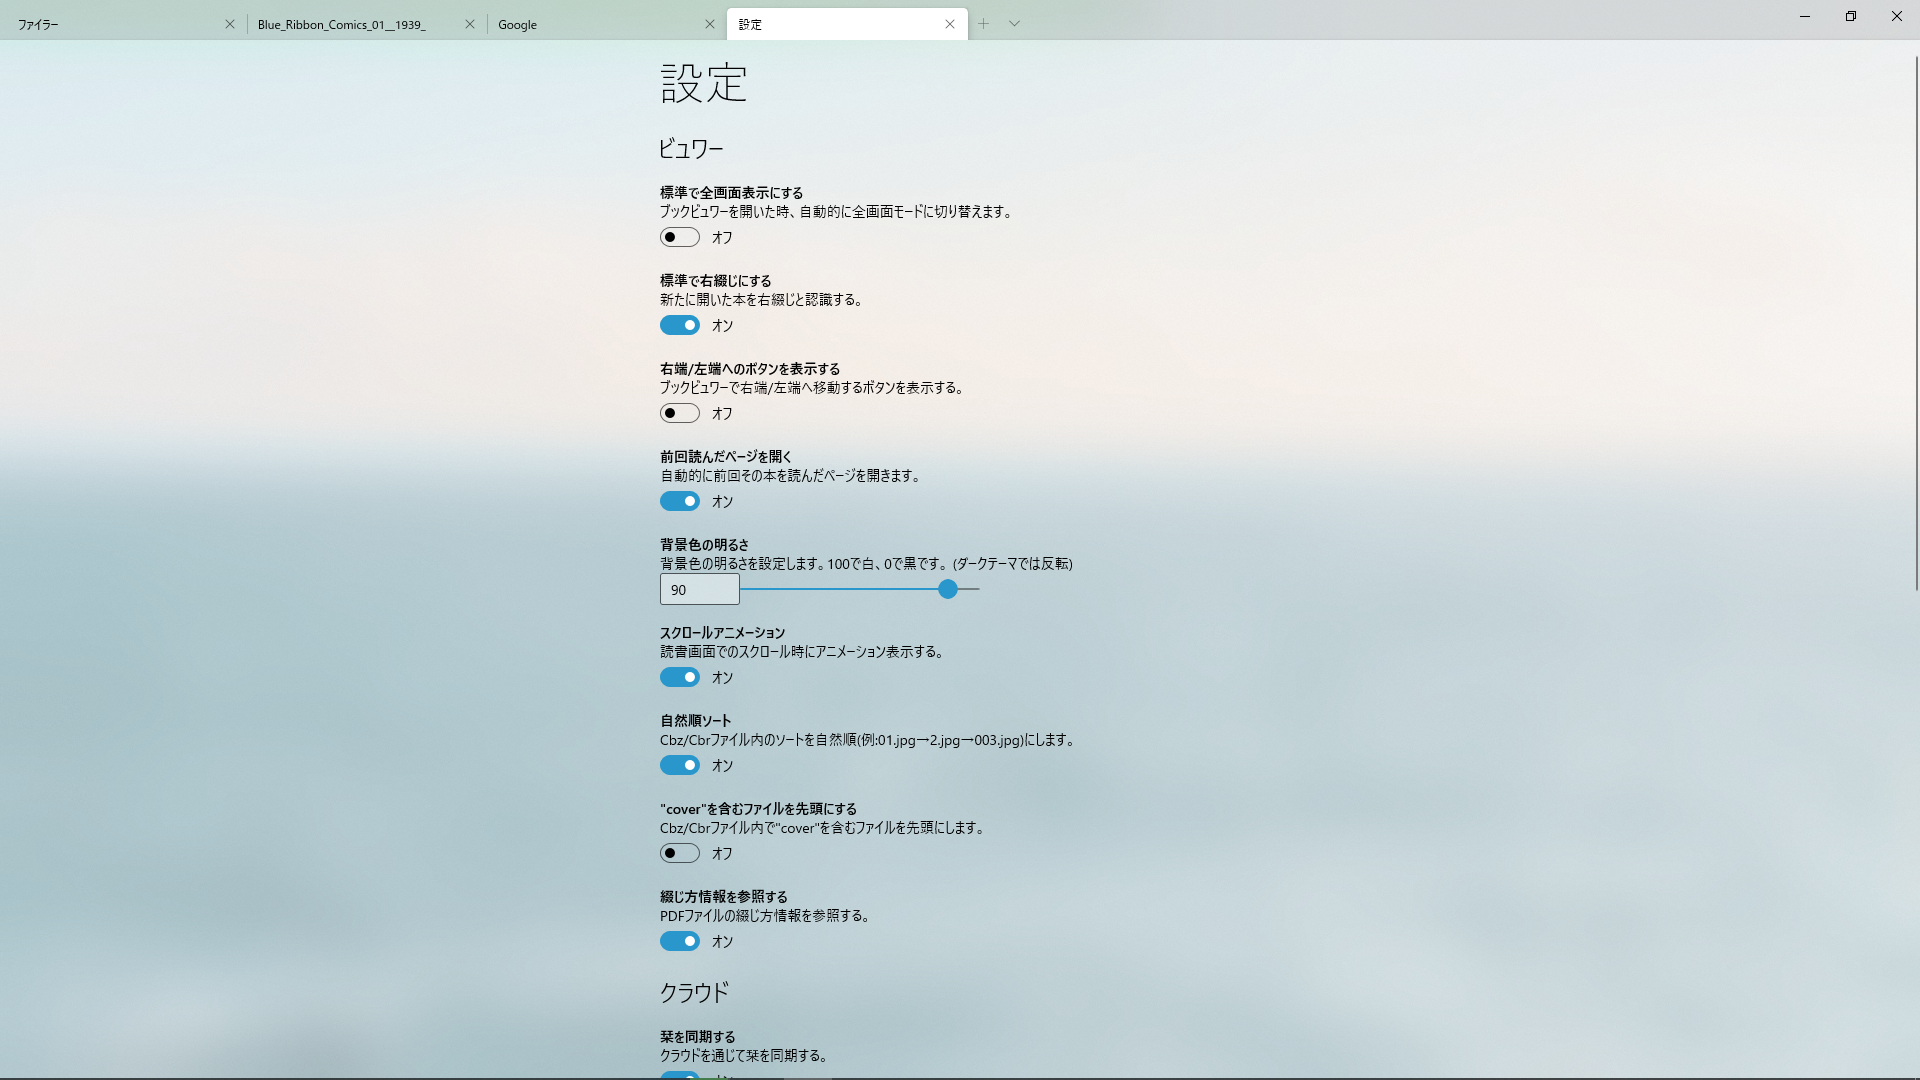 ファイラー
Blue_Ribbon_Comics_01__1939_
Google
設定
設定
ビュワー
標準で全画面表示にする
ブックビュワーを開いた時、自動的に全画面モードに切り替えます。
オフ
標準で右綴じにする
新たに開いた本を右綴じと認識する。
オン
右端/左端へのボタンを表示する
ブックビュワーで右端/左端へ移動するボタンを表示する。
オフ
前回読んだページを開く
自動的に前回その本を読んだページを開きます。
オン
背景色の明るさ
背景色の明るさを設定します。100で白、0で黒です。(ダークテーマでは反転)
90
スクロールアニメーション
読書画面でのスクロール時にアニメーション表示する。
オン
自然順ソート
Cbz/Cbrファイル内のソートを自然順(例:01.jpg→2.jpg→003.jpg)にします。
オン
"cover"を含むファイルを先頭にする
Cbz/Cbrファイル内で"cover"を含むファイルを先頭にします。
オフ
綴じ方情報を参照する
PDFファイルの綴じ方情報を参照する。
オン
クラウド
栞を同期する
クラウドを通じて栞を同期する。